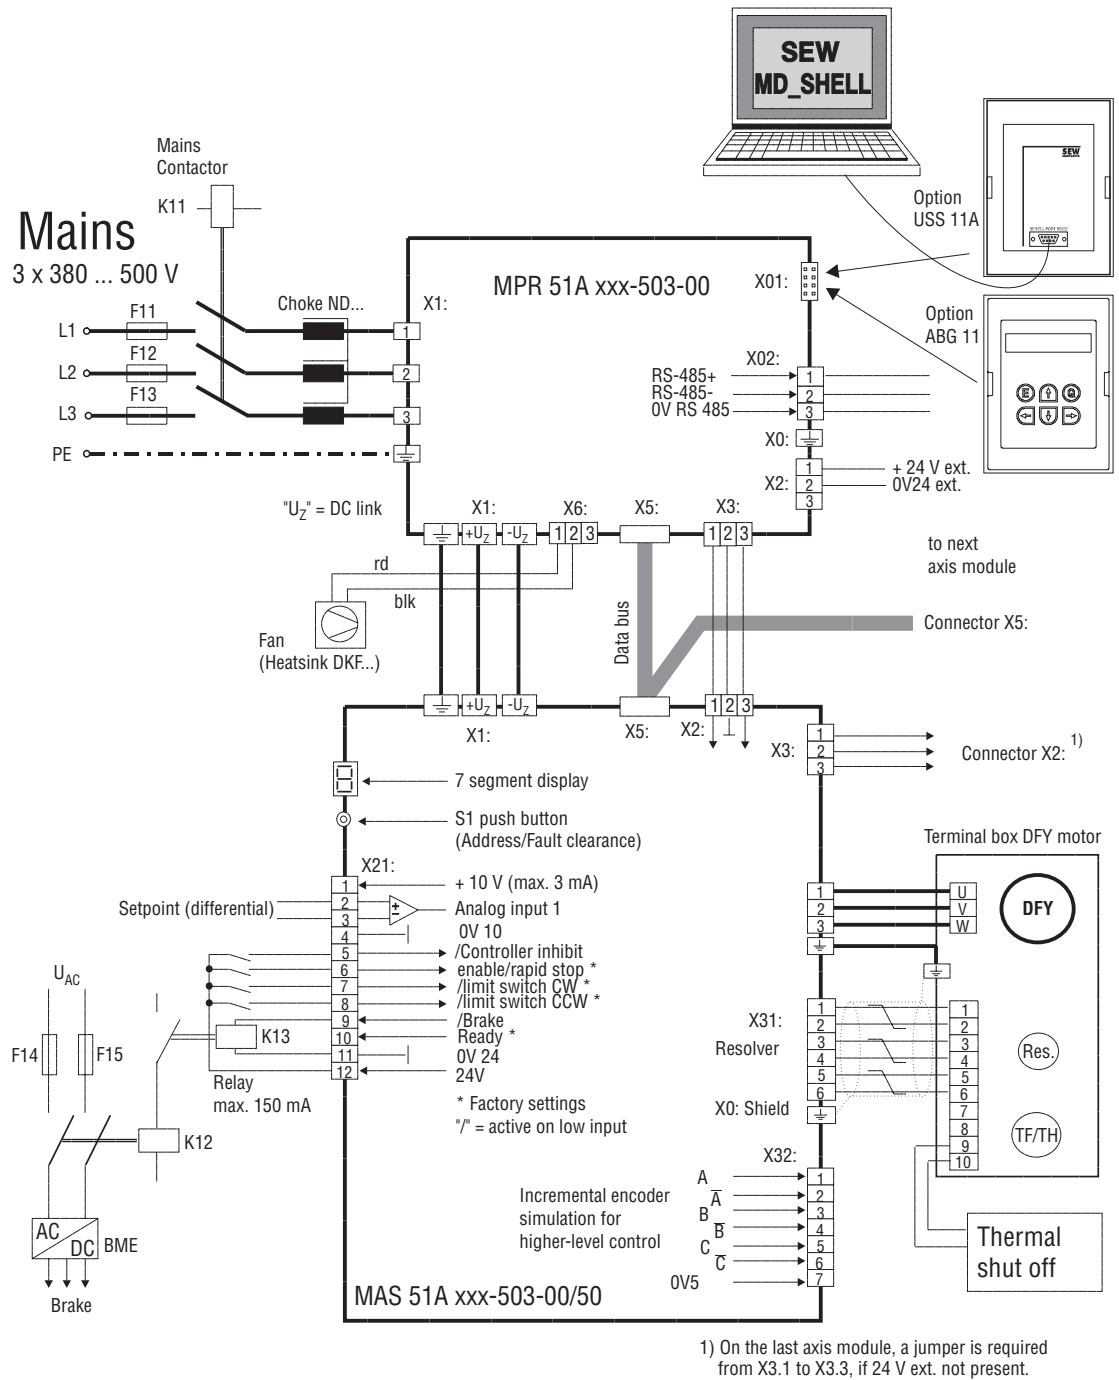 SEW
MD_SHELL
Mains
Contactor
K11
Mains
3 x 380 ... 500 V
Option
USS 11A
SEW
MPR 51A xxx-503-00
X01:
Option
ABG 11
E
Q
Choke ND...
X1:
F11
L1
1
F12
L2
2
F13
L3
3
PE
X02:
RS-485+
1
RS-485-
2
0V RS 485
3
X0:
X2:
1
+ 24 V ext.
2
0V24 ext.
3
"UZ" = DC link
X1:
X6:
X5:
X3:
+UZ
-UZ
1 2 3
1 2 3
rd
blk
to next
axis module
Fan
(Heatsink DKF...)
Data bus
Connector X5:
+UZ
-UZ
1 2 3
X1:
X5:
X2:
X3:
1
2
3
Connector X2: 1)
7 segment display
S1 push button
(Address/Fault clearance)
X21:
1
+ 10 V (max. 3 mA)
Setpoint (differential)
2
3
±
Analog input 1
4
0V 10
5
/Controller inhibit
6
enable/rapid stop *
7
/limit switch CW *
8
/limit switch CCW *
9
/Brake
10
Ready *
11
0V 24
12
24V
* Factory settings
"/" = active on low input
UAC
F14
F15
K13
Relay
max. 150 mA
K12
AC
DC
BME
Brake
Terminal box DFY motor
1
U
2
V
3
W
DFY
X31:
Resolver
1
2
3
4
5
6
X0: Shield
1
2
3
4
5
6
7
8
9
10
Res.
TF/TH
Thermal
shut off
X32:
Incremental encoder
simulation for
higher-level control
A
1
A̅
2
B
3
B̅
4
C
5
C̅
6
0V5
7
MAS 51A xxx-503-00/50
1) On the last axis module, a jumper is required
from X3.1 to X3.3, if 24 V ext. not present.